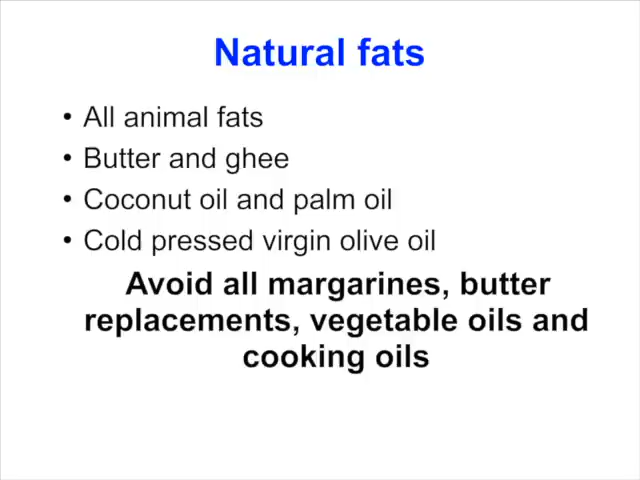 Natural fats
• All animal fats
• Butter and ghee
• Coconut oil and palm oil
• Cold pressed virgin olive oil
Avoid all margarines, butter
replacements, vegetable oils and
cooking oils